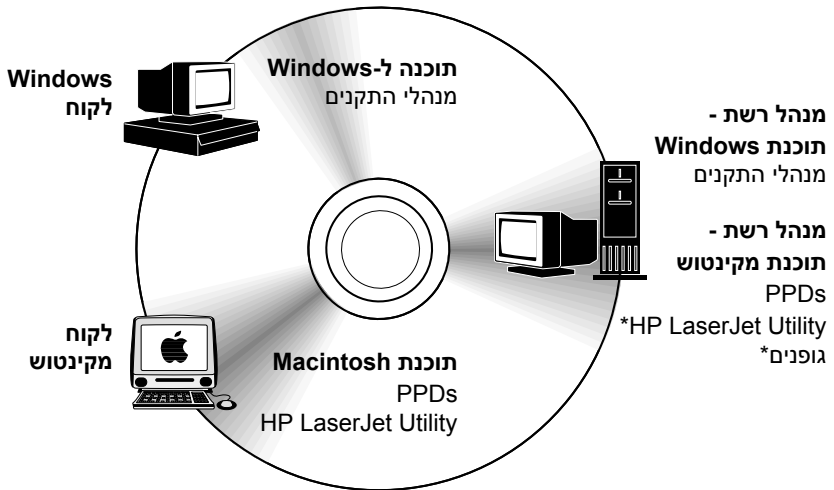 Windows
לקוח
תוכנה ל-Windows
מנהלי התקנים
מנהל רשת -
תוכנת Windows
מנהלי התקנים
מנהל רשת -
תוכנת מקינטוש
PPDs
*HP LaserJet Utility
גופנים*
לקוח
מקינטוש
תוכנת Macintosh
PPDs
HP LaserJet Utility